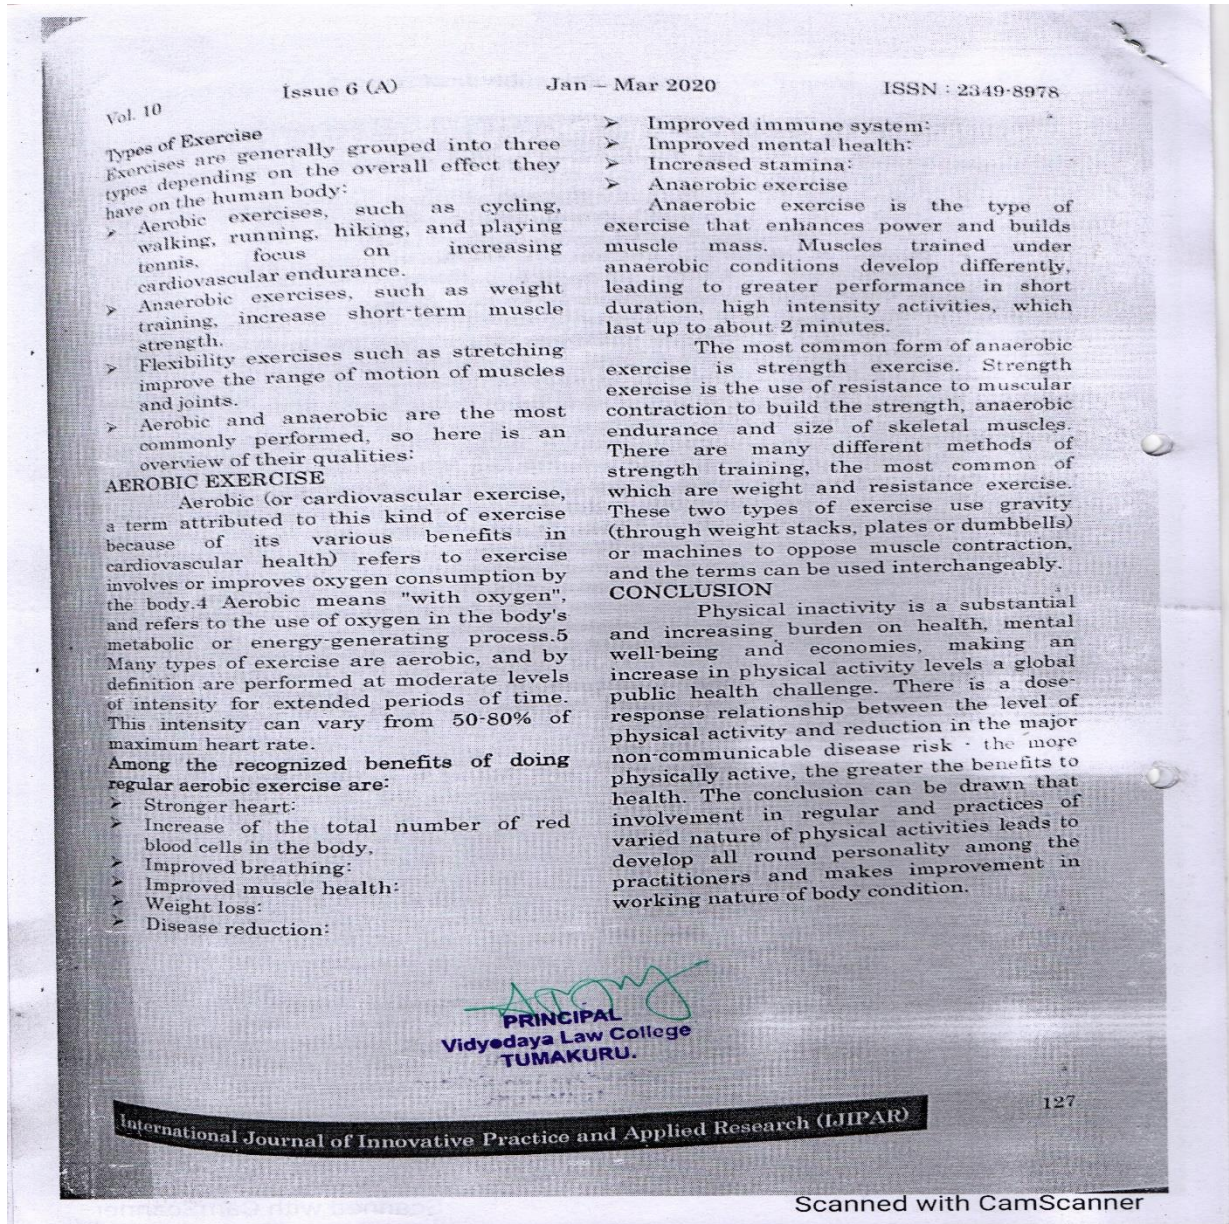 Vol. 10 Issue 6 (A) Jan – Mar 2020 ISSN : 2349-8978
Types of Exercise
Exercises are generally grouped into three
types depending on the overall effect they
have on the human body:
➢ Aerobic exercises, such as cycling,
walking, running, hiking, and playing
tennis, focus on increasing
cardiovascular endurance.
➢ Anaerobic exercises, such as weight
training, increase short-term muscle
strength.
➢ Flexibility exercises such as stretching
improve the range of motion of muscles
and joints.
➢ Aerobic and anaerobic are the most
commonly performed, so here is an
overview of their qualities:
AEROBIC EXERCISE
Aerobic (or cardiovascular exercise,
a term attributed to this kind of exercise
because of its various benefits in
cardiovascular health) refers to exercise
involves or improves oxygen consumption by
the body.4 Aerobic means "with oxygen",
and refers to the use of oxygen in the body's
metabolic or energy-generating process.5
Many types of exercise are aerobic, and by
definition are performed at moderate levels
of intensity for extended periods of time.
This intensity can vary from 50-80% of
maximum heart rate.
Among the recognized benefits of doing
regular aerobic exercise are:
➢ Stronger heart:
➢ Increase of the total number of red
blood cells in the body,
➢ Improved breathing:
➢ Improved muscle health:
➢ Weight loss:
➢ Disease reduction:
➢ Improved immune system:
➢ Improved mental health:
➢ Increased stamina:
➢ Anaerobic exercise
Anaerobic exercise is the type of
exercise that enhances power and builds
muscle mass. Muscles trained under
anaerobic conditions develop differently,
leading to greater performance in short
duration, high intensity activities, which
last up to about 2 minutes.
The most common form of anaerobic
exercise is strength exercise. Strength
exercise is the use of resistance to muscular
contraction to build the strength, anaerobic
endurance and size of skeletal muscles.
There are many different methods of
strength training, the most common of
which are weight and resistance exercise.
These two types of exercise use gravity
(through weight stacks, plates or dumbbells)
or machines to oppose muscle contraction,
and the terms can be used interchangeably.
CONCLUSION
Physical inactivity is a substantial
and increasing burden on health, mental
well-being and economies, making an
increase in physical activity levels a global
public health challenge. There is a dose-
response relationship between the level of
physical activity and reduction in the major
non-communicable disease risk - the more
physically active, the greater the benefits to
health. The conclusion can be drawn that
involvement in regular and practices of
varied nature of physical activities leads to
develop all round personality among the
practitioners and makes improvement in
working nature of body condition.
PRINCIPAL
Vidyodaya Law College
TUMAKURU.
127
International Journal of Innovative Practice and Applied Research (IJIPAR)
Scanned with CamScanner